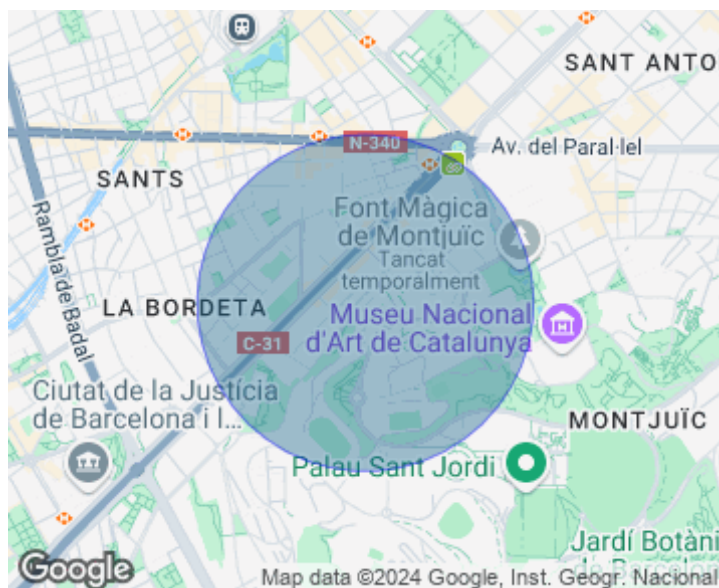 SANT ANTO
N-340
Av. del Paral·lel
SANTS
Font Màgica
de Montjuïc
Tancat
temporalment
Rambla de Badal
LA BORDETA
Museu Nacional
d'Art de Catalunya
C-31
Ciutat de la Justícia
de Barcelona i l...
MONTJUÏC
Palau Sant Jordi
Jardí Botàni
de Barcelon
Google
Map data ©2024 Google, Inst. Geogr. Nacional